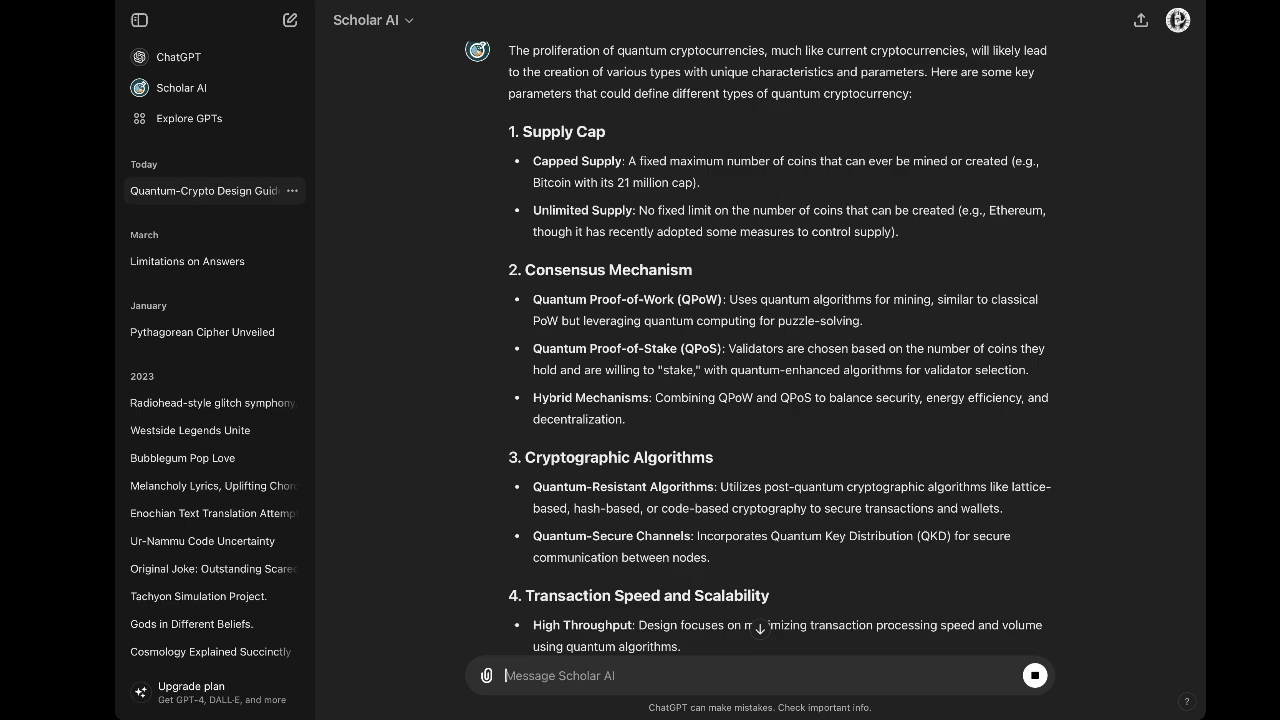 Scholar AI
ChatGPT
Scholar AI
Explore GPTs
Today
Quantum-Crypto Design Guid
March
Limitations on Answers
January
Pythagorean Cipher Unveiled
2023
Radiohead-style glitch symphony.
Westside Legends Unite
Bubblegum Pop Love
Melancholy Lyrics, Uplifting Chor
Enochian Text Translation Attemp
Ur-Nammu Code Uncertainty
Original Joke: Outstanding Scare
Tachyon Simulation Project.
Gods in Different Beliefs.
Cosmology Explained Succinctly
Upgrade plan
Get GPT-4, DALL·E, and more
The proliferation of quantum cryptocurrencies, much like current cryptocurrencies, will likely lead
to the creation of various types with unique characteristics and parameters. Here are some key
parameters that could define different types of quantum cryptocurrency:
1. Supply Cap
• Capped Supply: A fixed maximum number of coins that can ever be mined or created (e.g.,
Bitcoin with its 21 million cap).
• Unlimited Supply: No fixed limit on the number of coins that can be created (e.g., Ethereum,
though it has recently adopted some measures to control supply).
2. Consensus Mechanism
• Quantum Proof-of-Work (QPoW): Uses quantum algorithms for mining, similar to classical
PoW but leveraging quantum computing for puzzle-solving.
• Quantum Proof-of-Stake (QPoS): Validators are chosen based on the number of coins they
hold and are willing to "stake," with quantum-enhanced algorithms for validator selection.
• Hybrid Mechanisms: Combining QPoW and QPoS to balance security, energy efficiency, and
decentralization.
3. Cryptographic Algorithms
• Quantum-Resistant Algorithms: Utilizes post-quantum cryptographic algorithms like lattice-
based, hash-based, or code-based cryptography to secure transactions and wallets.
• Quantum-Secure Channels: Incorporates Quantum Key Distribution (QKD) for secure
communication between nodes.
4. Transaction Speed and Scalability
• High Throughput: Design focuses on maximizing transaction processing speed and volume
using quantum algorithms.
Message Scholar AI
ChatGPT can make mistakes. Check important info.
?